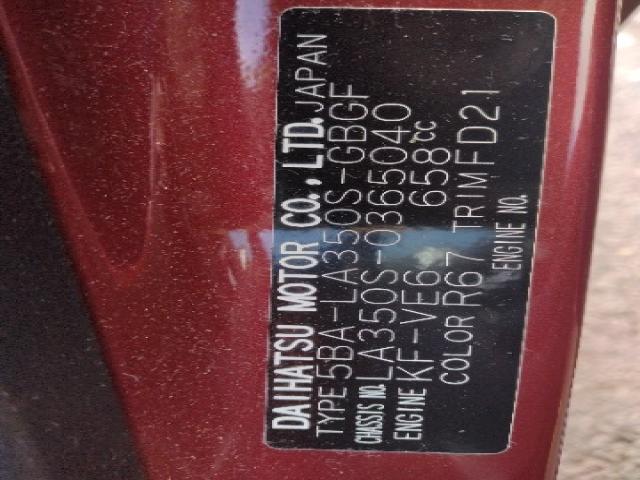 DAIHATSU MOTOR CO., LTD. JAPAN
TYPE 5BA-LA350S-GBGF
CHASSIS NO. LA350S-0365040
ENGINE KF-VE6 658cc
COLOR R67 TRIM FD21
ENGINE NO.